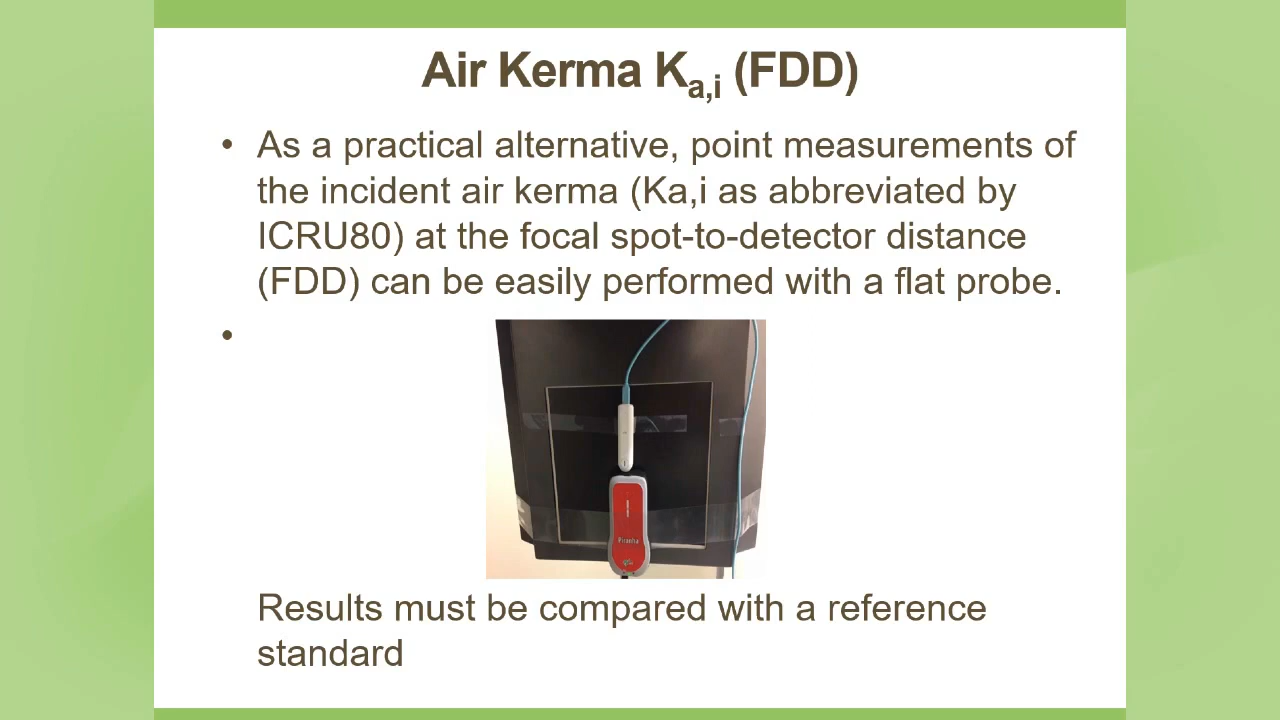 Air Kerma Ka,i (FDD)
• As a practical alternative, point measurements of
the incident air kerma (Ka,i as abbreviated by
ICRU80) at the focal spot-to-detector distance
(FDD) can be easily performed with a flat probe.
•
Piranha
Results must be compared with a reference
standard